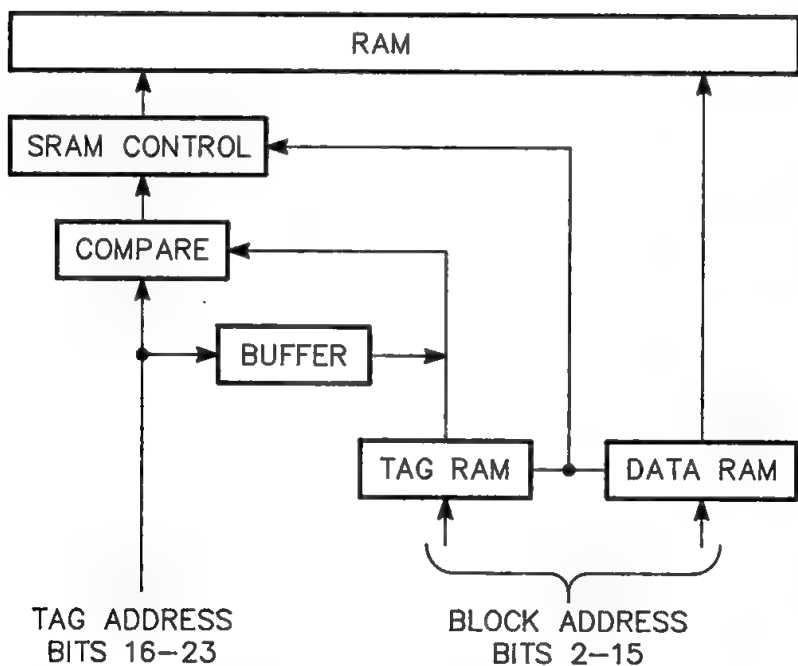 RAM
SRAM CONTROL
COMPARE
BUFFER
TAG RAM
DATA RAM
TAG ADDRESS
BITS 16-23
BLOCK ADDRESS
BITS 2-15